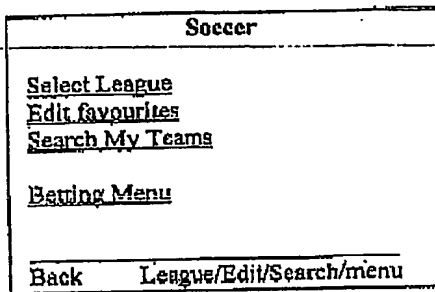 Soccer
Select League
Edit favourites
Search My Teams
Betting Menu
Back League/Edit/Search/menu